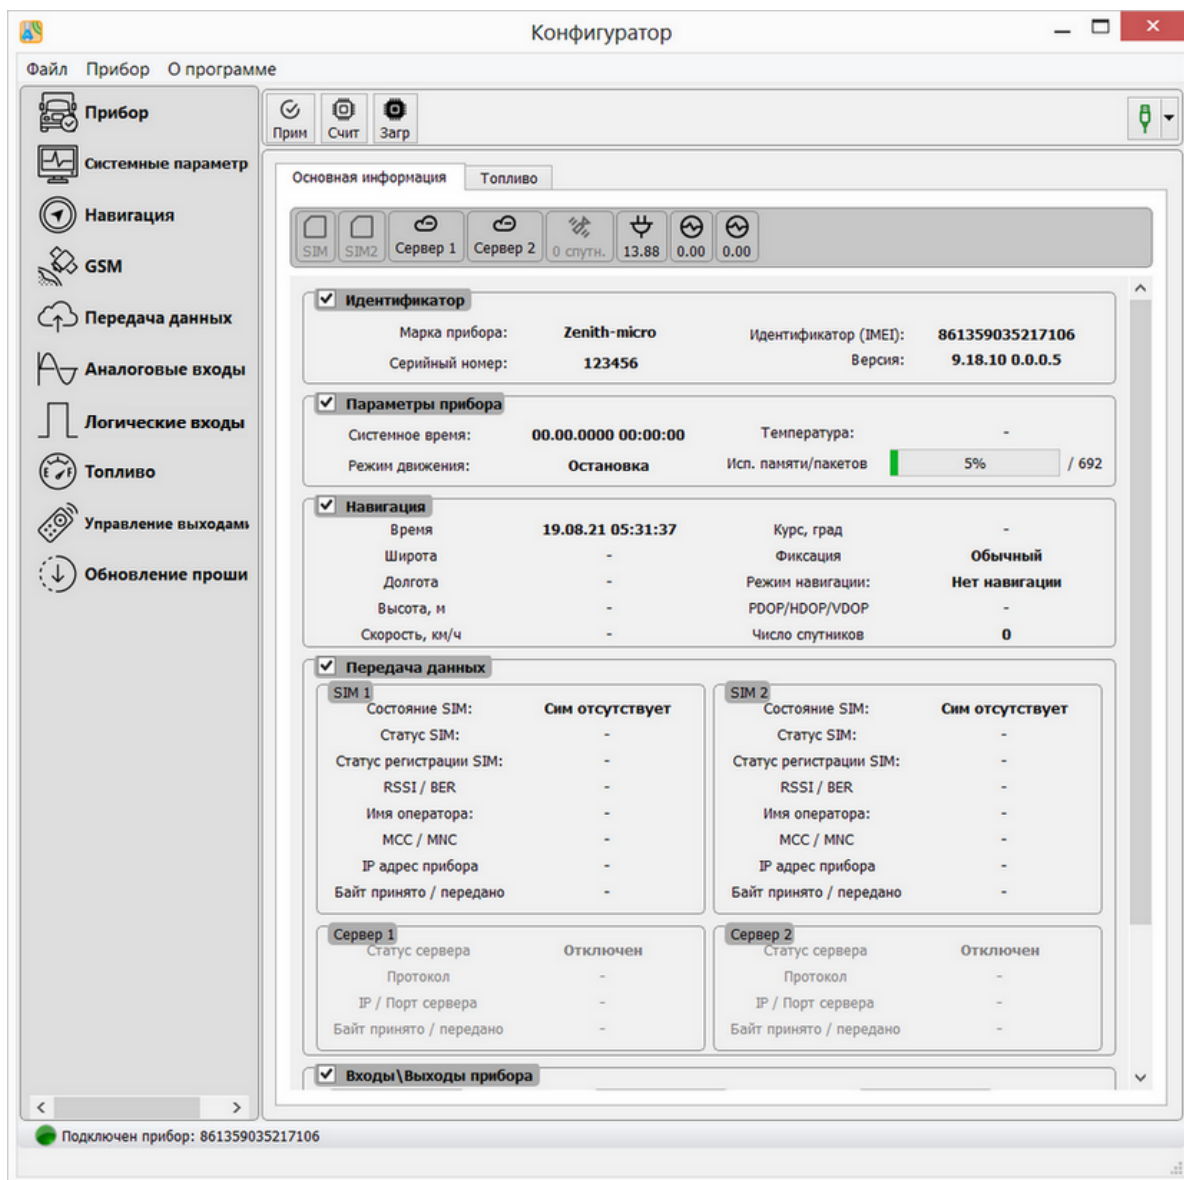 Конфигуратор
Файл Прибор О программе
Прибор
Системные параметр
Навигация
GSM
Передача данных
Аналоговые входы
Логические входы
Топливо
Управление выходами
Обновление проши
Прим Счит Загр
Основная информация Топливо
SIM SIM2 Сервер 1 Сервер 2 0 спутн. 13.88 0.00 0.00
Идентификатор
Марка прибора: Zenith-micro Идентификатор (IMEI): 861359035217106
Серийный номер: 123456 Версия: 9.18.10 0.0.0.5
Параметры прибора
Системное время: 00.00.0000 00:00:00 Температура: -
Режим движения: Остановка Исп. памяти/пакетов 5% / 692
Навигация
Время 19.08.21 05:31:37 Курс, град -
Широта - Фиксация Обычный
Долгота - Режим навигации: Нет навигации
Высота, м - PDOP/HDOP/VDOP -
Скорость, км/ч - Число спутников 0
Передача данных
SIM 1 SIM 2
Состояние SIM: Сим отсутствует Состояние SIM: Сим отсутствует
Статус SIM: - Статус SIM: -
Статус регистрации SIM: - Статус регистрации SIM: -
RSSI / BER - RSSI / BER -
Имя оператора: - Имя оператора: -
MCC / MNC - MCC / MNC -
IP адрес прибора - IP адрес прибора -
Байт принято / передано - Байт принято / передано -
Сервер 1 Сервер 2
Статус сервера Отключен Статус сервера Отключен
Протокол - Протокол -
IP / Порт сервера - IP / Порт сервера -
Байт принято / передано - Байт принято / передано -
Входы\Выходы прибора
Подключен прибор: 861359035217106